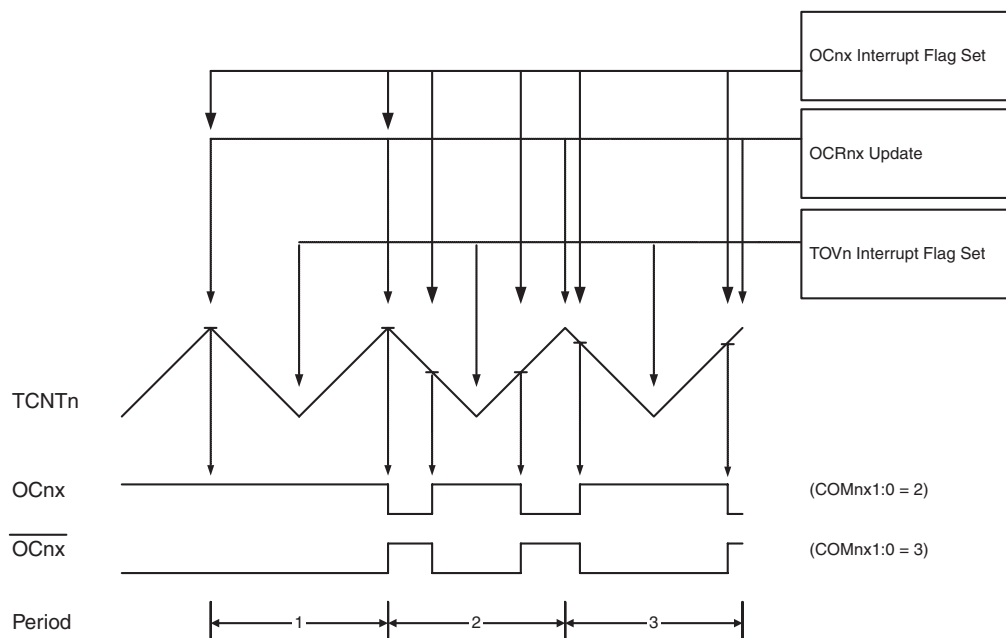 OCnx Interrupt Flag Set
OCRnx Update
TOVn Interrupt Flag Set
TCNTn
OCnx
(COMnx1:0 = 2)
OCnx
(COMnx1:0 = 3)
Period
1
2
3